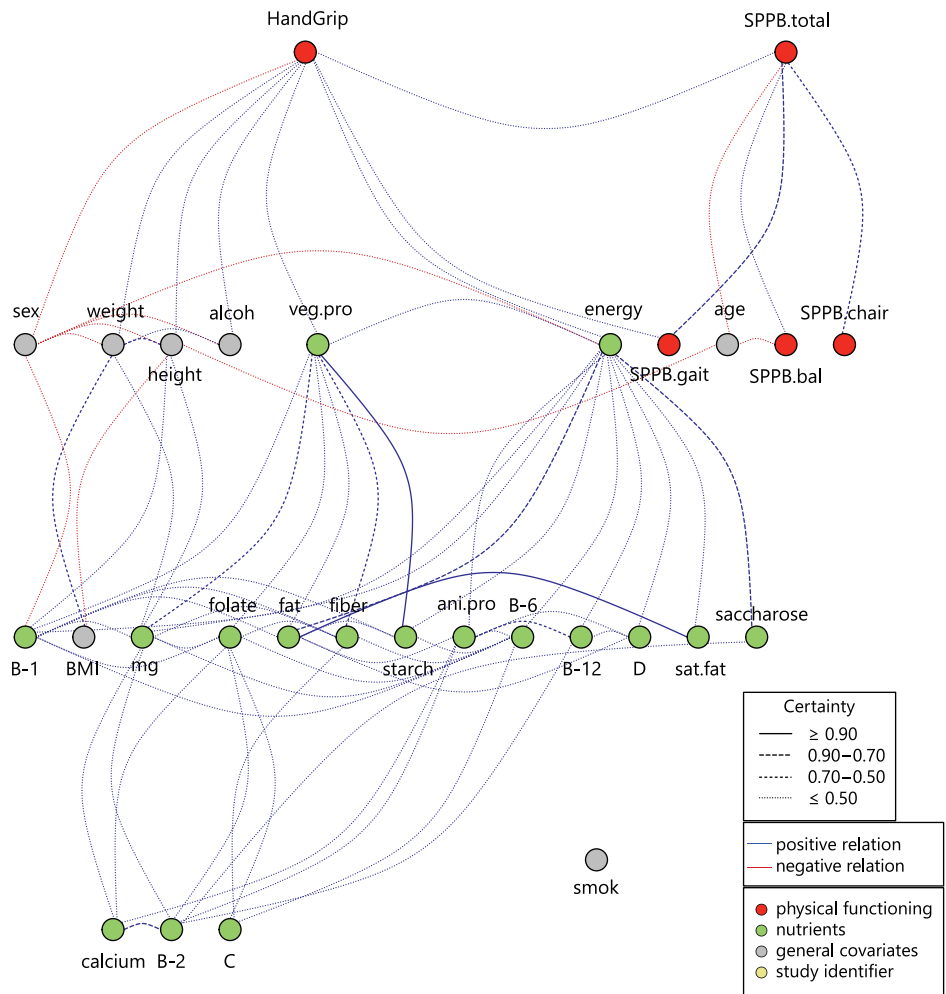 HandGrip
SPPB.total
sex
weight
alcoh
veg.pro
energy
age
SPPB.chair
height
SPPB.gait
SPPB.bal
folate
fat
fiber
ani.pro
B-6
saccharose
B-1
BMI
mg
starch
B-12
D
sat.fat
Certainty
≥ 0.90
0.90–0.70
0.70–0.50
≤ 0.50
positive relation
negative relation
smok
physical functioning
nutrients
general covariates
study identifier
calcium
B-2
C